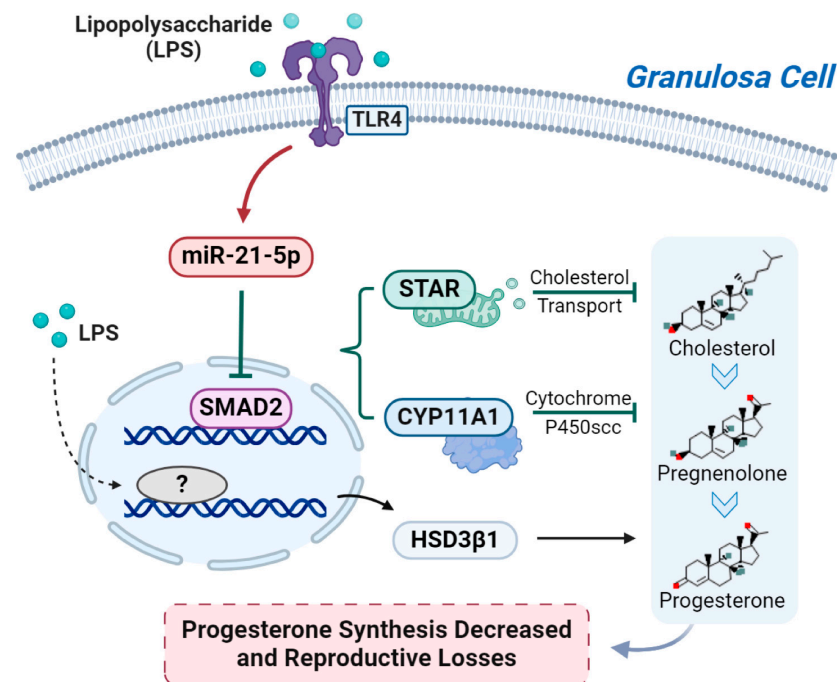 Lipopolysaccharide
(LPS)
Granulosa Cell
TLR4
miR-21-5p
LPS
SMAD2
?
STAR
Cholesterol
Transport
CYP11A1
Cytochrome
P450scc
HSD3β1
Cholesterol
Pregnenolone
Progesterone
Progesterone Synthesis Decreased
and Reproductive Losses